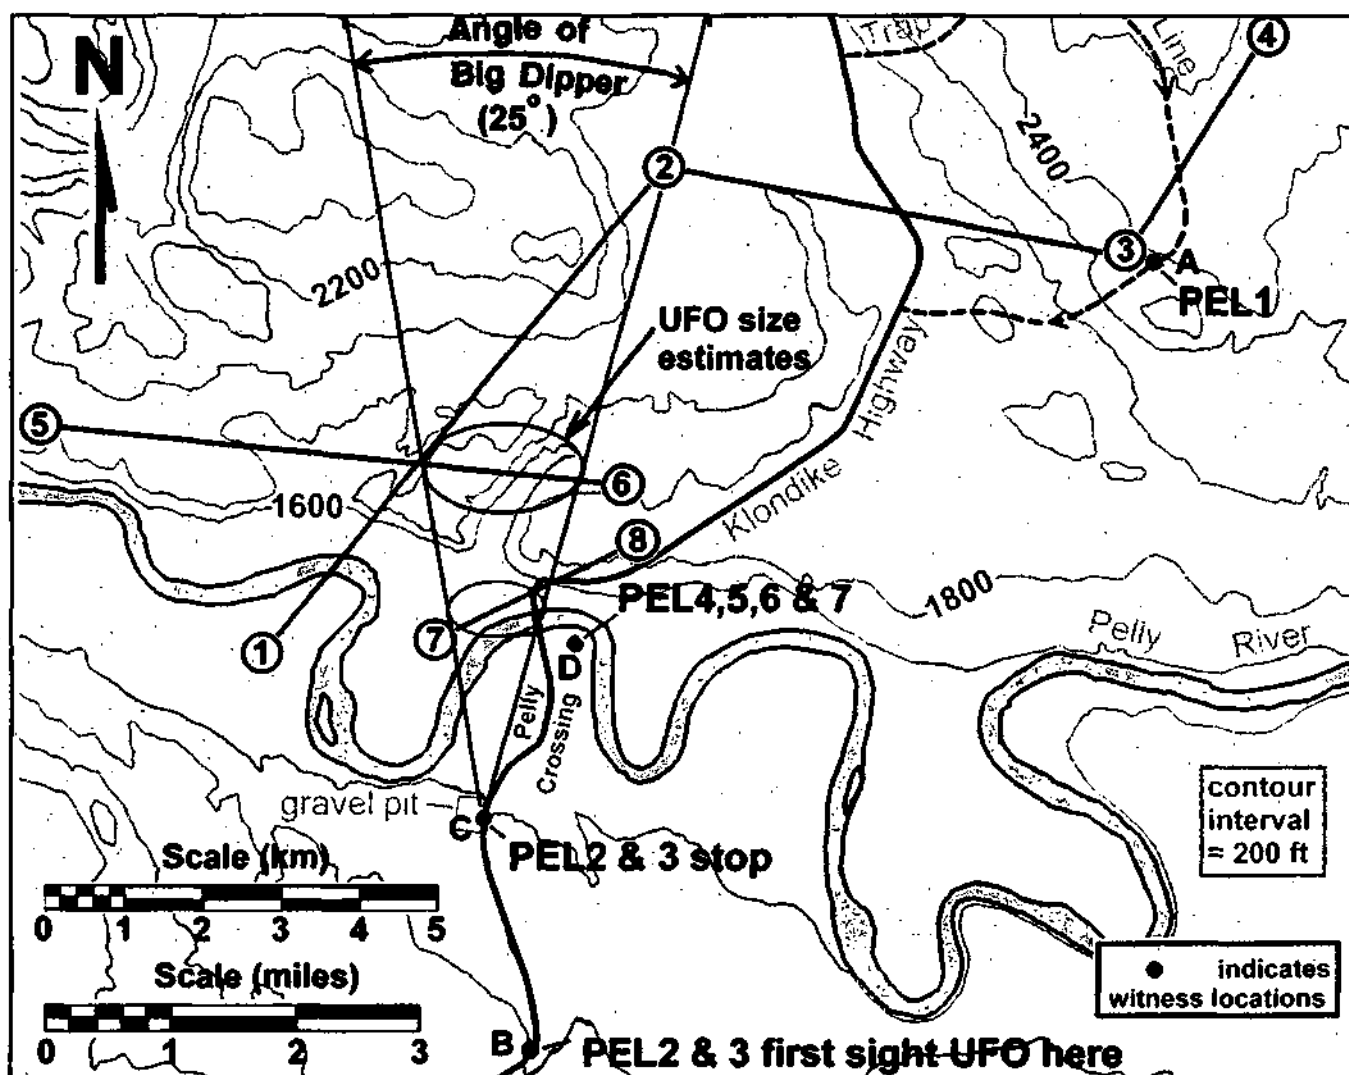 N
Angle of
Big Dipper
(25°)
Trap
Line
4
2
2400
3
A
PEL1
2200
UFO size
estimates
Klondike Highway
5
6
1600
8
PEL4,5,6 & 7
1800
Pelly River
7
1
D
Pelly
Crossing
gravel pit
C
PEL2 & 3 stop
contour
interval
= 200 ft
Scale (km)
0 1 2 3 4 5
Scale (miles)
0 1 2 3
indicates
witness locations
B
PEL2 & 3 first sight UFO here